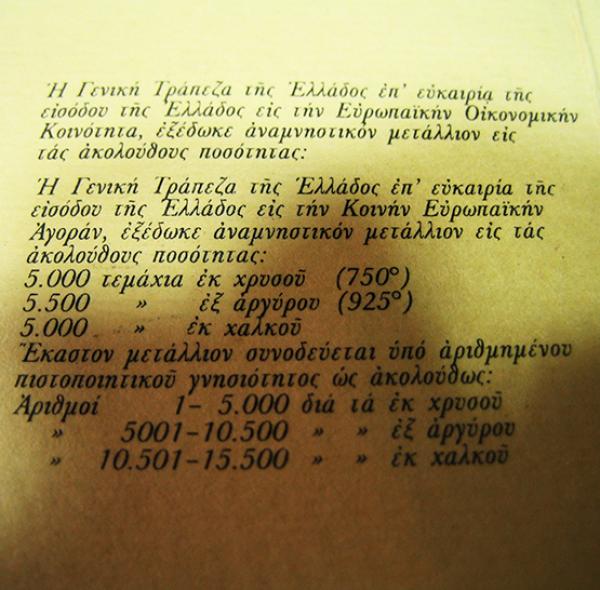 Ἡ Γενική Τράπεζα τῆς Ἑλλάδος ἐπ' εὐκαιρία τῆς
εἰσόδου τῆς Ἑλλάδος εἰς τήν Εὐρωπαϊκήν Οἰκονομικήν
Κοινότητα, ἐξέδωκε ἀναμνηστικόν μετάλλιον εἰς
τάς ἀκολούθους ποσότητας:
Ἡ Γενική Τράπεζα τῆς Ἑλλάδος ἐπ' εὐκαιρία τῆς
εἰσόδου τῆς Ἑλλάδος εἰς τήν Κοινήν Εὐρωπαϊκήν
Ἀγοράν, ἐξέδωκε ἀναμνηστικόν μετάλλιον εἰς τάς
ἀκολούθους ποσότητας:
5.000 τεμάχια ἐκ χρυσοῦ (750°)
5.500 » ἐξ ἀργύρου (925°)
5.000 » ἐκ χαλκοῦ
Ἕκαστον μετάλλιον συνοδεύεται ὑπό ἀριθμημένου
πιστοποιητικοῦ γνησιότητος ὡς ἀκολούθως:
Ἀριθμοί 1- 5.000 διά τά ἐκ χρυσοῦ
» 5001-10.500 » » ἐξ ἀργύρου
» 10.501-15.500 » » ἐκ χαλκοῦ